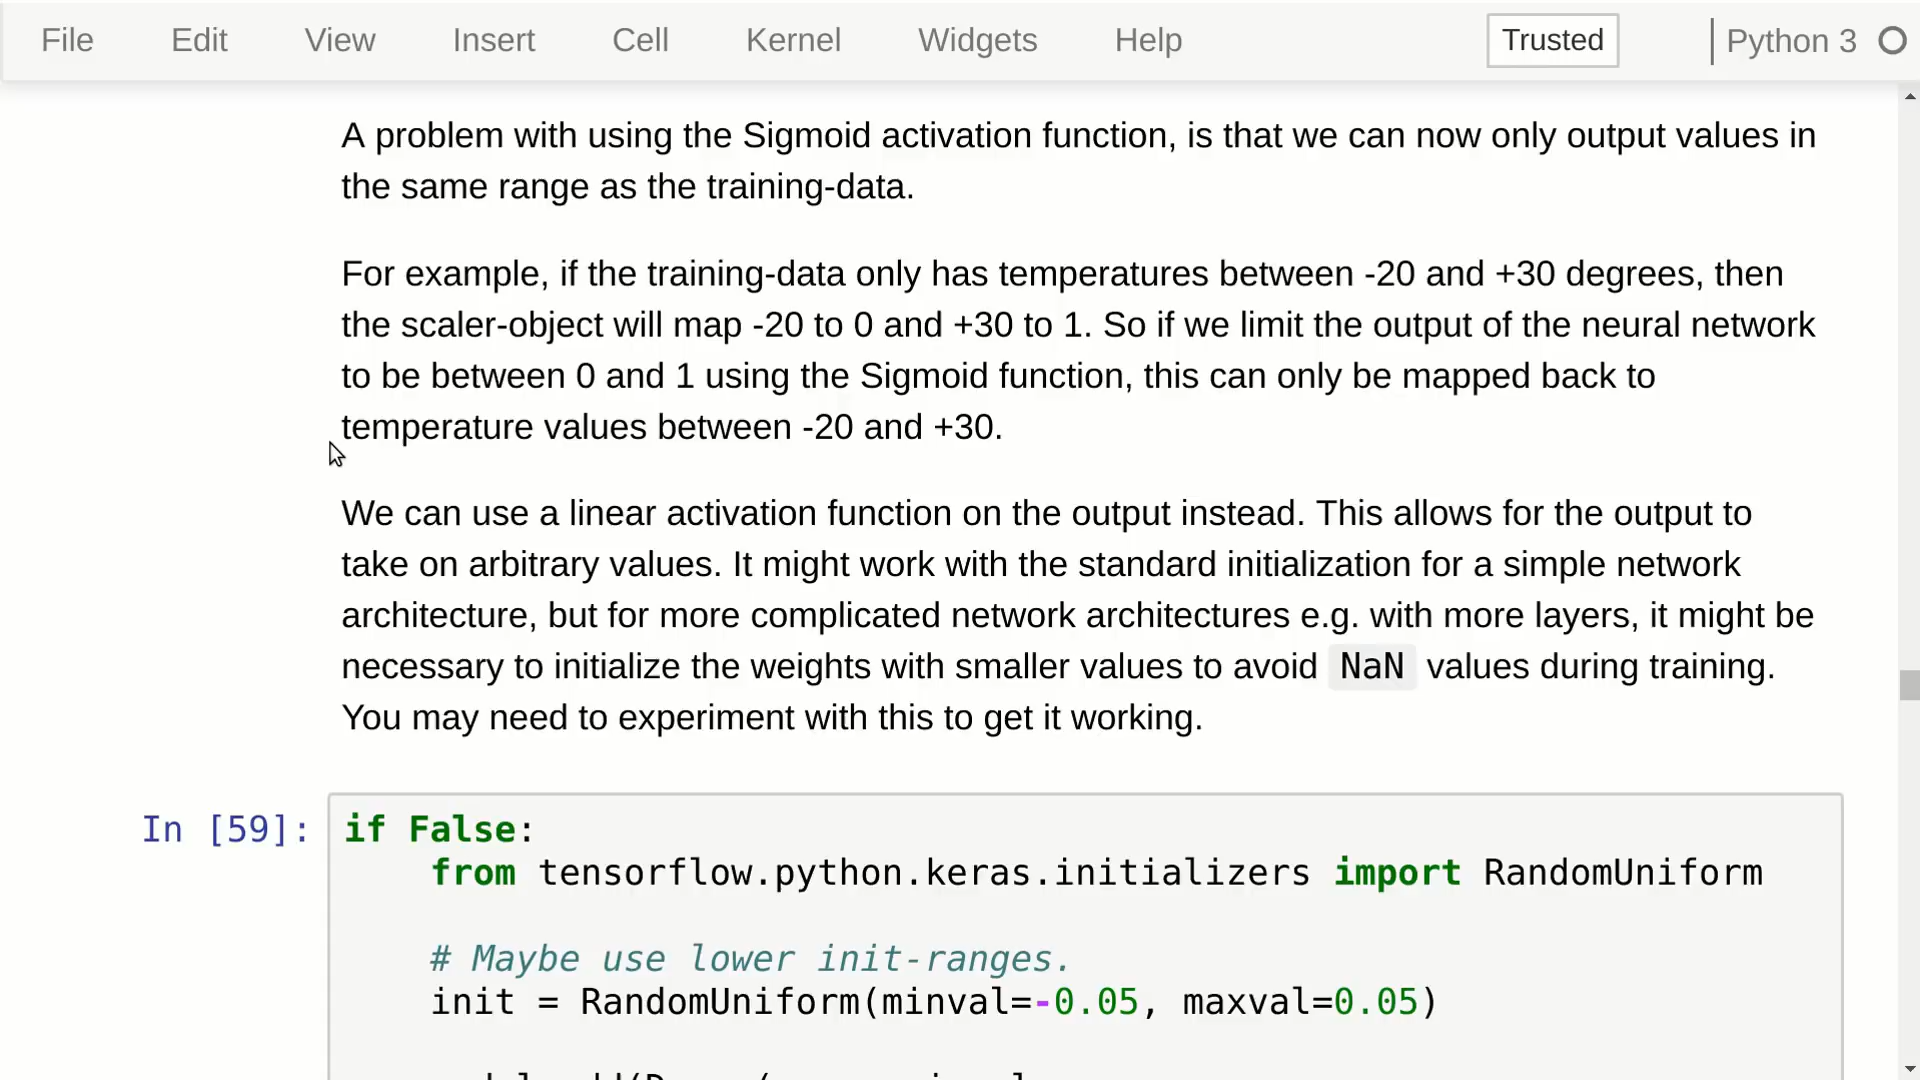 File Edit View Insert Cell Kernel Widgets Help Trusted Python 3
A problem with using the Sigmoid activation function, is that we can now only output values in
the same range as the training-data.
For example, if the training-data only has temperatures between -20 and +30 degrees, then
the scaler-object will map -20 to 0 and +30 to 1. So if we limit the output of the neural network
to be between 0 and 1 using the Sigmoid function, this can only be mapped back to
temperature values between -20 and +30.
We can use a linear activation function on the output instead. This allows for the output to
take on arbitrary values. It might work with the standard initialization for a simple network
architecture, but for more complicated network architectures e.g. with more layers, it might be
necessary to initialize the weights with smaller values to avoid NaN values during training.
You may need to experiment with this to get it working.
In [59]: if False:
from tensorflow.python.keras.initializers import RandomUniform
# Maybe use lower init-ranges.
init = RandomUniform(minval=-0.05, maxval=0.05)